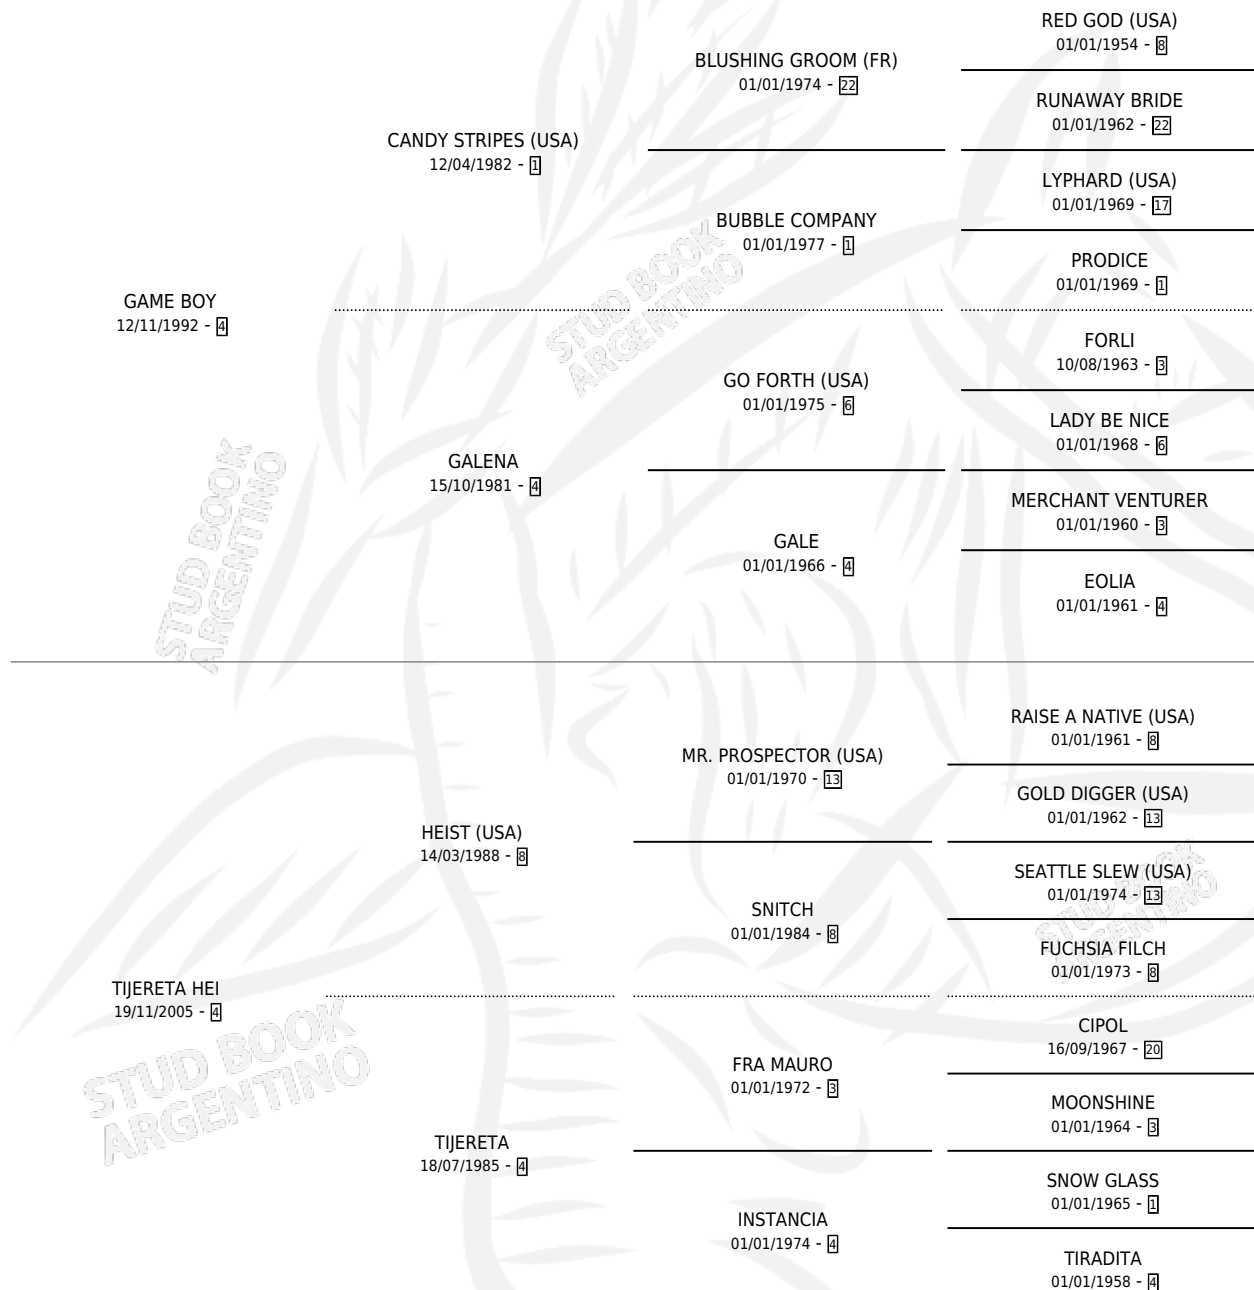 RED GOD (USA)
01/01/1954 - 8
BLUSHING GROOM (FR)
01/01/1974 - 22
RUNAWAY BRIDE
01/01/1962 - 22
CANDY STRIPES (USA)
12/04/1982 - 1
LYPHARD (USA)
01/01/1969 - 17
BUBBLE COMPANY
01/01/1977 - 1
PRODICE
01/01/1969 - 1
STUD BOOK
ARGENTINO
GAME BOY
12/11/1992 - 4
FORLI
10/08/1963 - 3
GO FORTH (USA)
01/01/1975 - 6
LADY BE NICE
01/01/1968 - 6
GALENA
15/10/1981 - 4
MERCHANT VENTURER
01/01/1960 - 3
GALE
01/01/1966 - 4
EOLIA
01/01/1961 - 4
STUD BOOK
ARGENTINO
RAISE A NATIVE (USA)
01/01/1961 - 8
MR. PROSPECTOR (USA)
01/01/1970 - 13
GOLD DIGGER (USA)
01/01/1962 - 13
HEIST (USA)
14/03/1988 - 8
SEATTLE SLEW (USA)
01/01/1974 - 13
SNITCH
01/01/1984 - 8
FUCHSIA FILCH
01/01/1973 - 8
STUD BOOK
ARGENTINO
TIJERETA HEI
19/11/2005 - 4
CIPOL
16/09/1967 - 20
FRA MAURO
01/01/1972 - 3
MOONSHINE
01/01/1964 - 3
STUD BOOK
ARGENTINO
TIJERETA
18/07/1985 - 4
SNOW GLASS
01/01/1965 - 1
INSTANCIA
01/01/1974 - 4
TIRADITA
01/01/1958 - 4